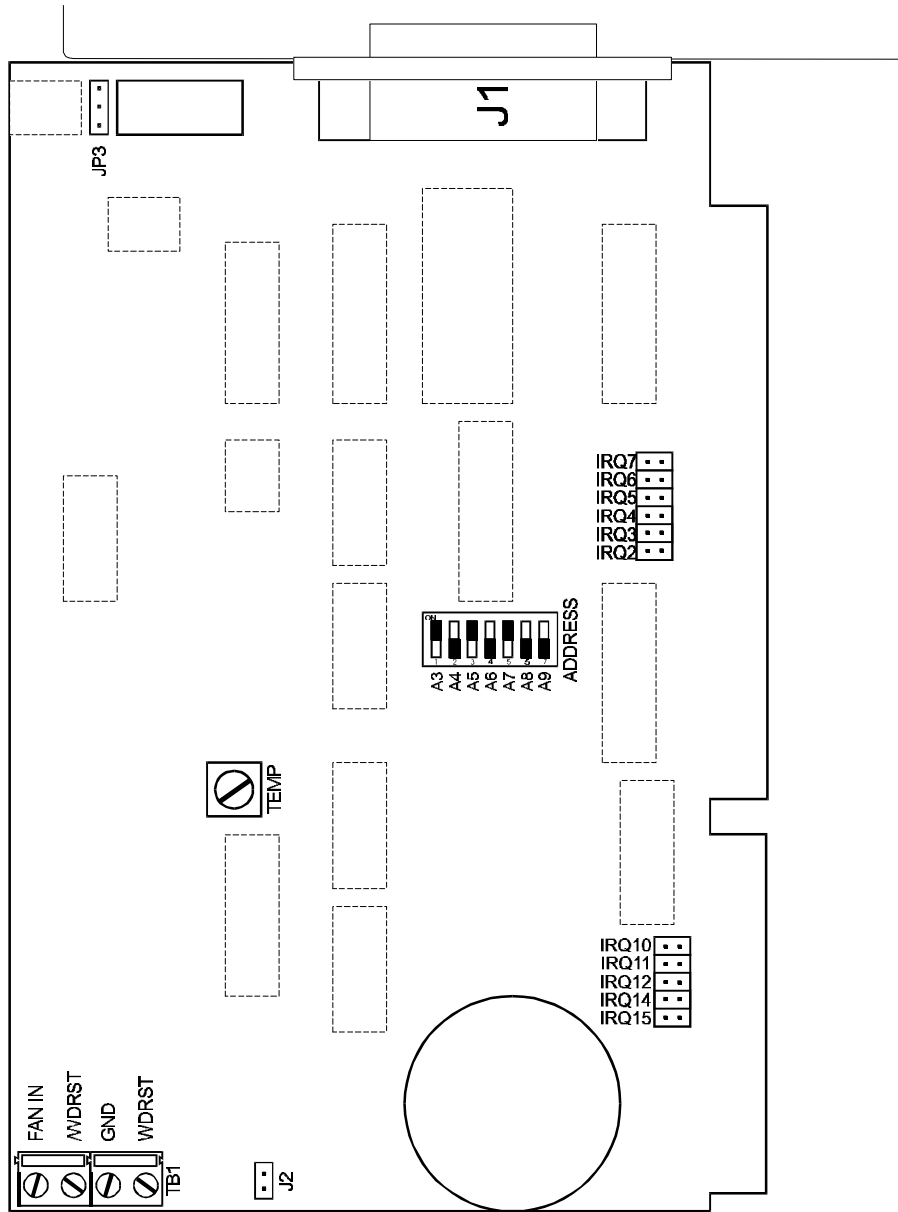 J1
JP3
IRQ7
IRQ6
IRQ5
IRQ4
IRQ3
IRQ2
ON
1 2 3 4 5 6 7
A3
A4
A5
A6
A7
A8
A9
ADDRESS
TEMP
IRQ10
IRQ11
IRQ12
IRQ14
IRQ15
FAN IN
/WDRST
GND
WDRST
TB1
J2